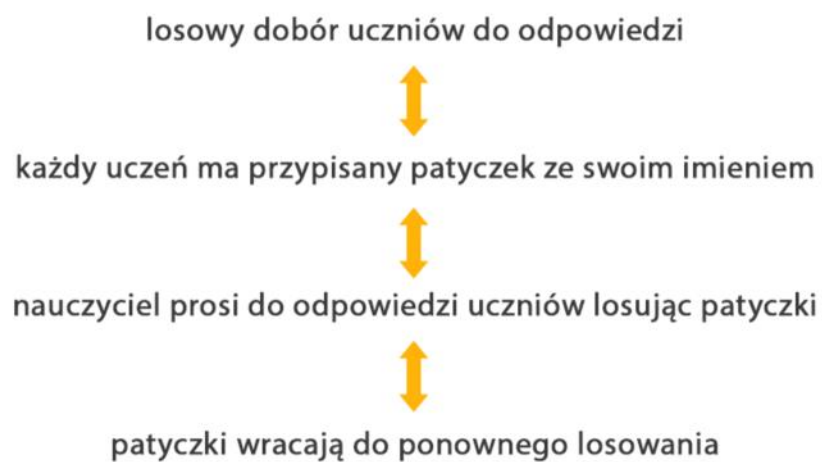 losowy dobór uczniów do odpowiedzi
każdy uczeń ma przypisany patyczek ze swoim imieniem
nauczyciel prosi do odpowiedzi uczniów losując patyczki
patyczki wracają do ponownego losowania